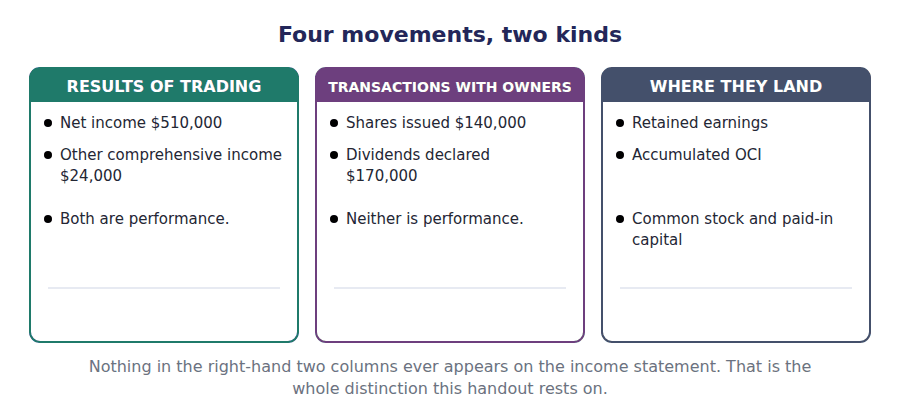 Four movements, two kinds
RESULTS OF TRADING
Net income $510,000
Other comprehensive income
$24,000
Both are performance.
TRANSACTIONS WITH OWNERS
Shares issued $140,000
Dividends declared
$170,000
Neither is performance.
WHERE THEY LAND
Retained earnings
Accumulated OCI
Common stock and paid-in
capital
Nothing in the right-hand two columns ever appears on the income statement. That is the
whole distinction this handout rests on.